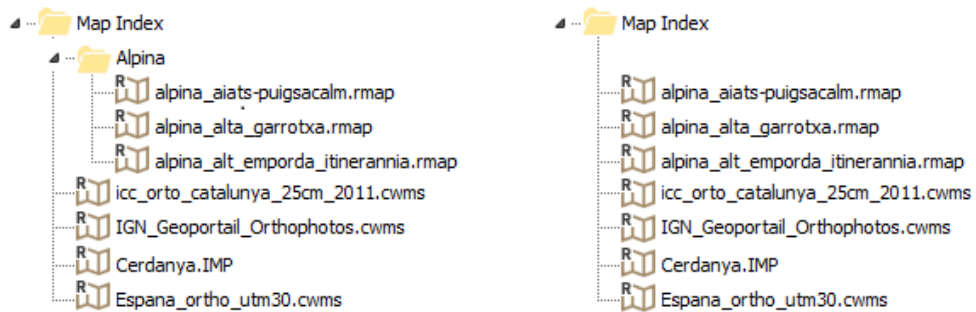 Map Index
Alpina
R alpina_aiats-puigsacalm.rmap
R alpina_alta_garrotxa.rmap
R alpina_alt_emporda_itinerannia.rmap
R icc_orto_catalunya_25cm_2011.cwms
R IGN_Geoportail_Orthophotos.cwms
R Cerdanya.IMP
R Espana_ortho_utm30.cwms
Map Index
R alpina_aiats-puigsacalm.rmap
R alpina_alta_garrotxa.rmap
R alpina_alt_emporda_itinerannia.rmap
R icc_orto_catalunya_25cm_2011.cwms
R IGN_Geoportail_Orthophotos.cwms
R Cerdanya.IMP
R Espana_ortho_utm30.cwms